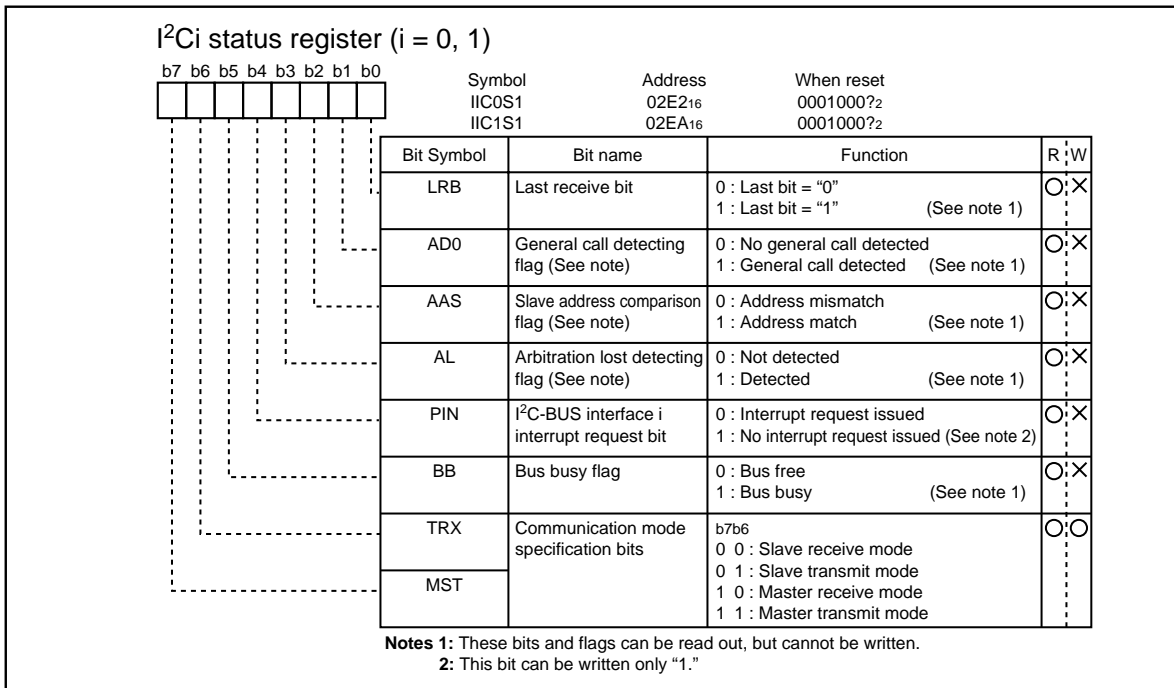 I²Ci status register (i = 0, 1)
b7 b6 b5 b4 b3 b2 b1 b0
Symbol Address When reset
IIC0S1 02E2₁₆ 0001000?₂
IIC1S1 02EA₁₆ 0001000?₂
Bit Symbol Bit name Function R W
LRB Last receive bit 0 : Last bit = “0”
1 : Last bit = “1” (See note 1)
AD0 General call detecting 0 : No general call detected
flag (See note) 1 : General call detected (See note 1)
AAS Slave address comparison 0 : Address mismatch
flag (See note) 1 : Address match (See note 1)
AL Arbitration lost detecting 0 : Not detected
flag (See note) 1 : Detected (See note 1)
PIN I²C-BUS interface i 0 : Interrupt request issued
interrupt request bit 1 : No interrupt request issued (See note 2)
BB Bus busy flag 0 : Bus free
1 : Bus busy (See note 1)
TRX Communication mode b7b6
specification bits 0 0 : Slave receive mode
0 1 : Slave transmit mode
MST 1 0 : Master receive mode
1 1 : Master transmit mode
Notes 1: These bits and flags can be read out, but cannot be written.
2: This bit can be written only “1.”